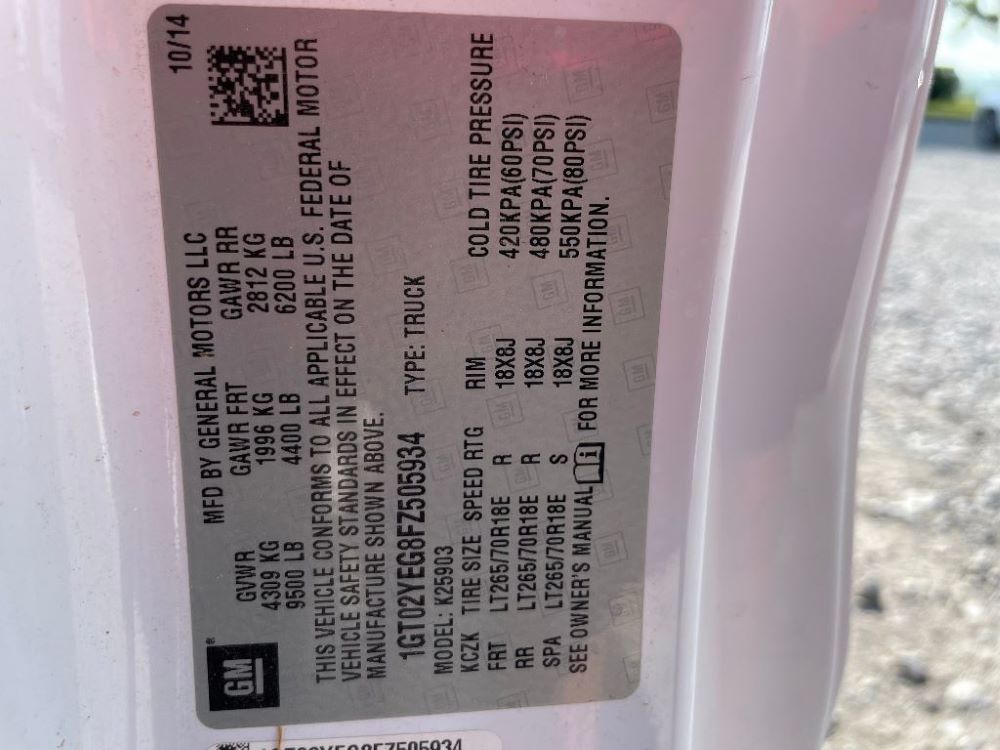 MFD BY GENERAL MOTORS LLC 10/14
GVWR GAWR FRT GAWR RR
4309 KG 1996 KG 2812 KG
9500 LB 4400 LB 6200 LB
GM
THIS VEHICLE CONFORMS TO ALL APPLICABLE U.S. FEDERAL MOTOR
VEHICLE SAFETY STANDARDS IN EFFECT ON THE DATE OF
MANUFACTURE SHOWN ABOVE.
1GT02YEG8FZ505934 TYPE: TRUCK
MODEL: K25903
KCZK TIRE SIZE SPEED RTG RIM COLD TIRE PRESSURE
FRT LT265/70R18E R 18X8J 420KPA(60PSI)
RR LT265/70R18E R 18X8J 480KPA(70PSI)
SPA LT265/70R18E S 18X8J 550KPA(80PSI)
SEE OWNER'S MANUAL FOR MORE INFORMATION.